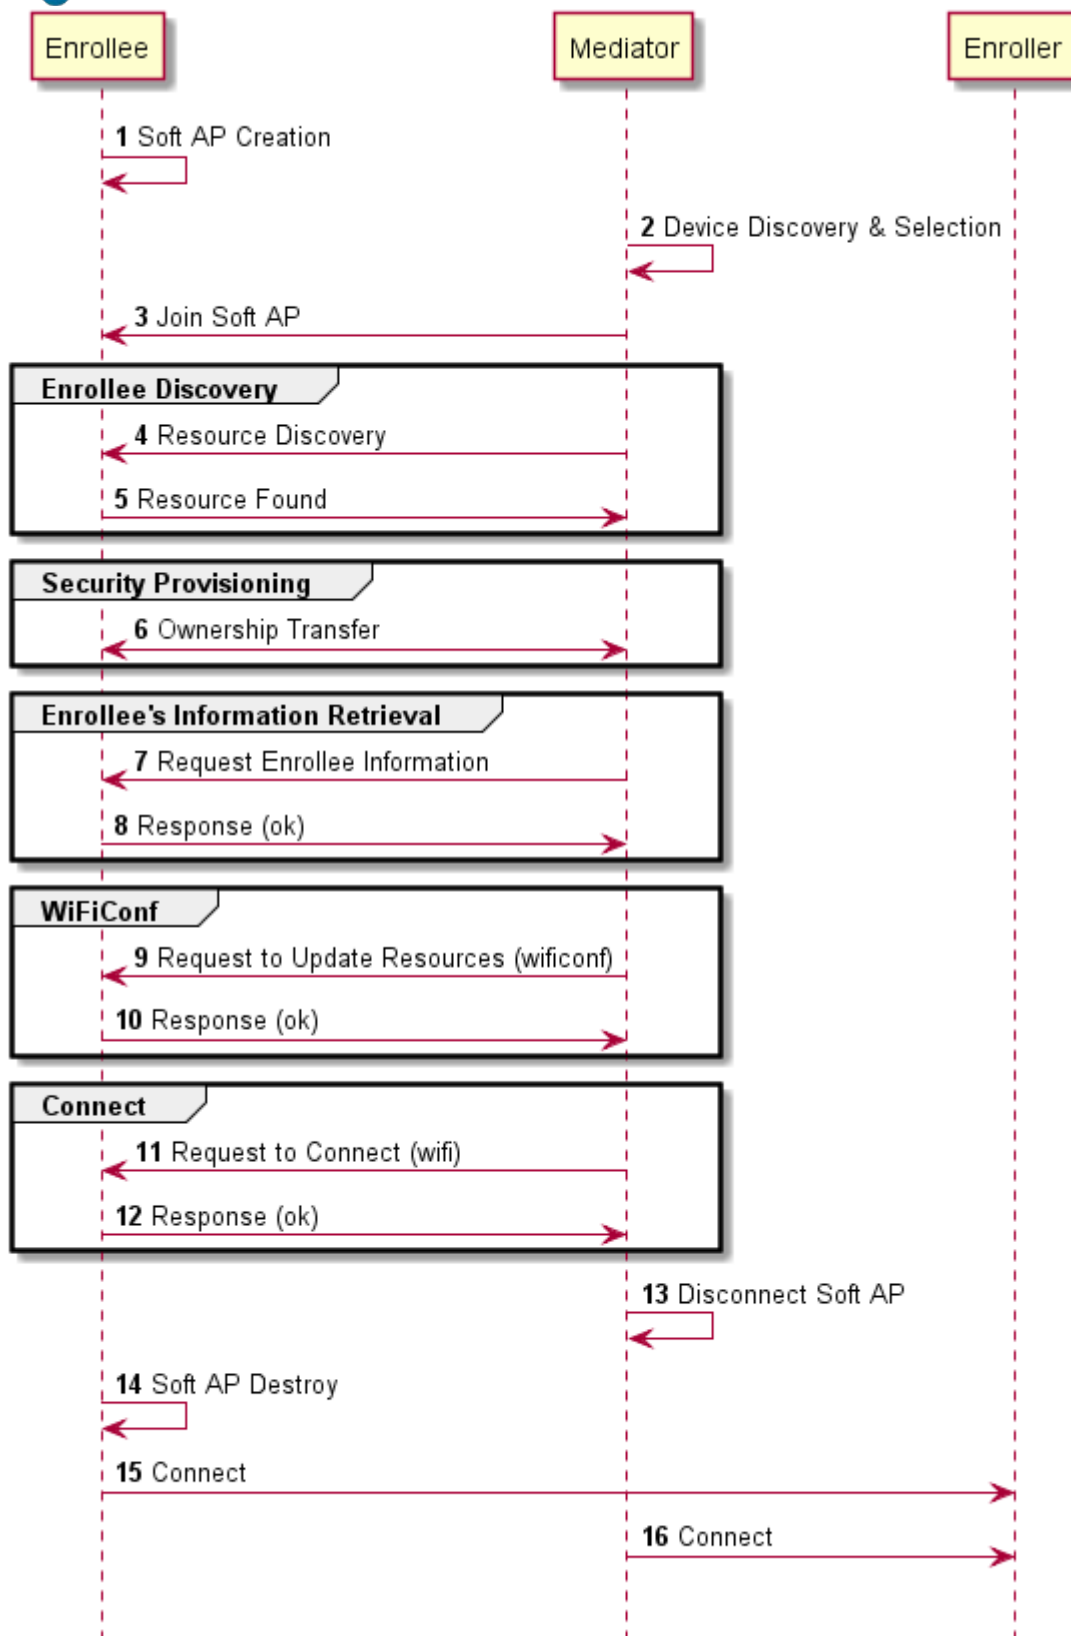 Enrollee
Mediator
Enroller
1 Soft AP Creation
2 Device Discovery & Selection
3 Join Soft AP
Enrollee Discovery
4 Resource Discovery
5 Resource Found
Security Provisioning
6 Ownership Transfer
Enrollee's Information Retrieval
7 Request Enrollee Information
8 Response (ok)
WiFiConf
9 Request to Update Resources (wificonf)
10 Response (ok)
Connect
11 Request to Connect (wifi)
12 Response (ok)
13 Disconnect Soft AP
14 Soft AP Destroy
15 Connect
16 Connect